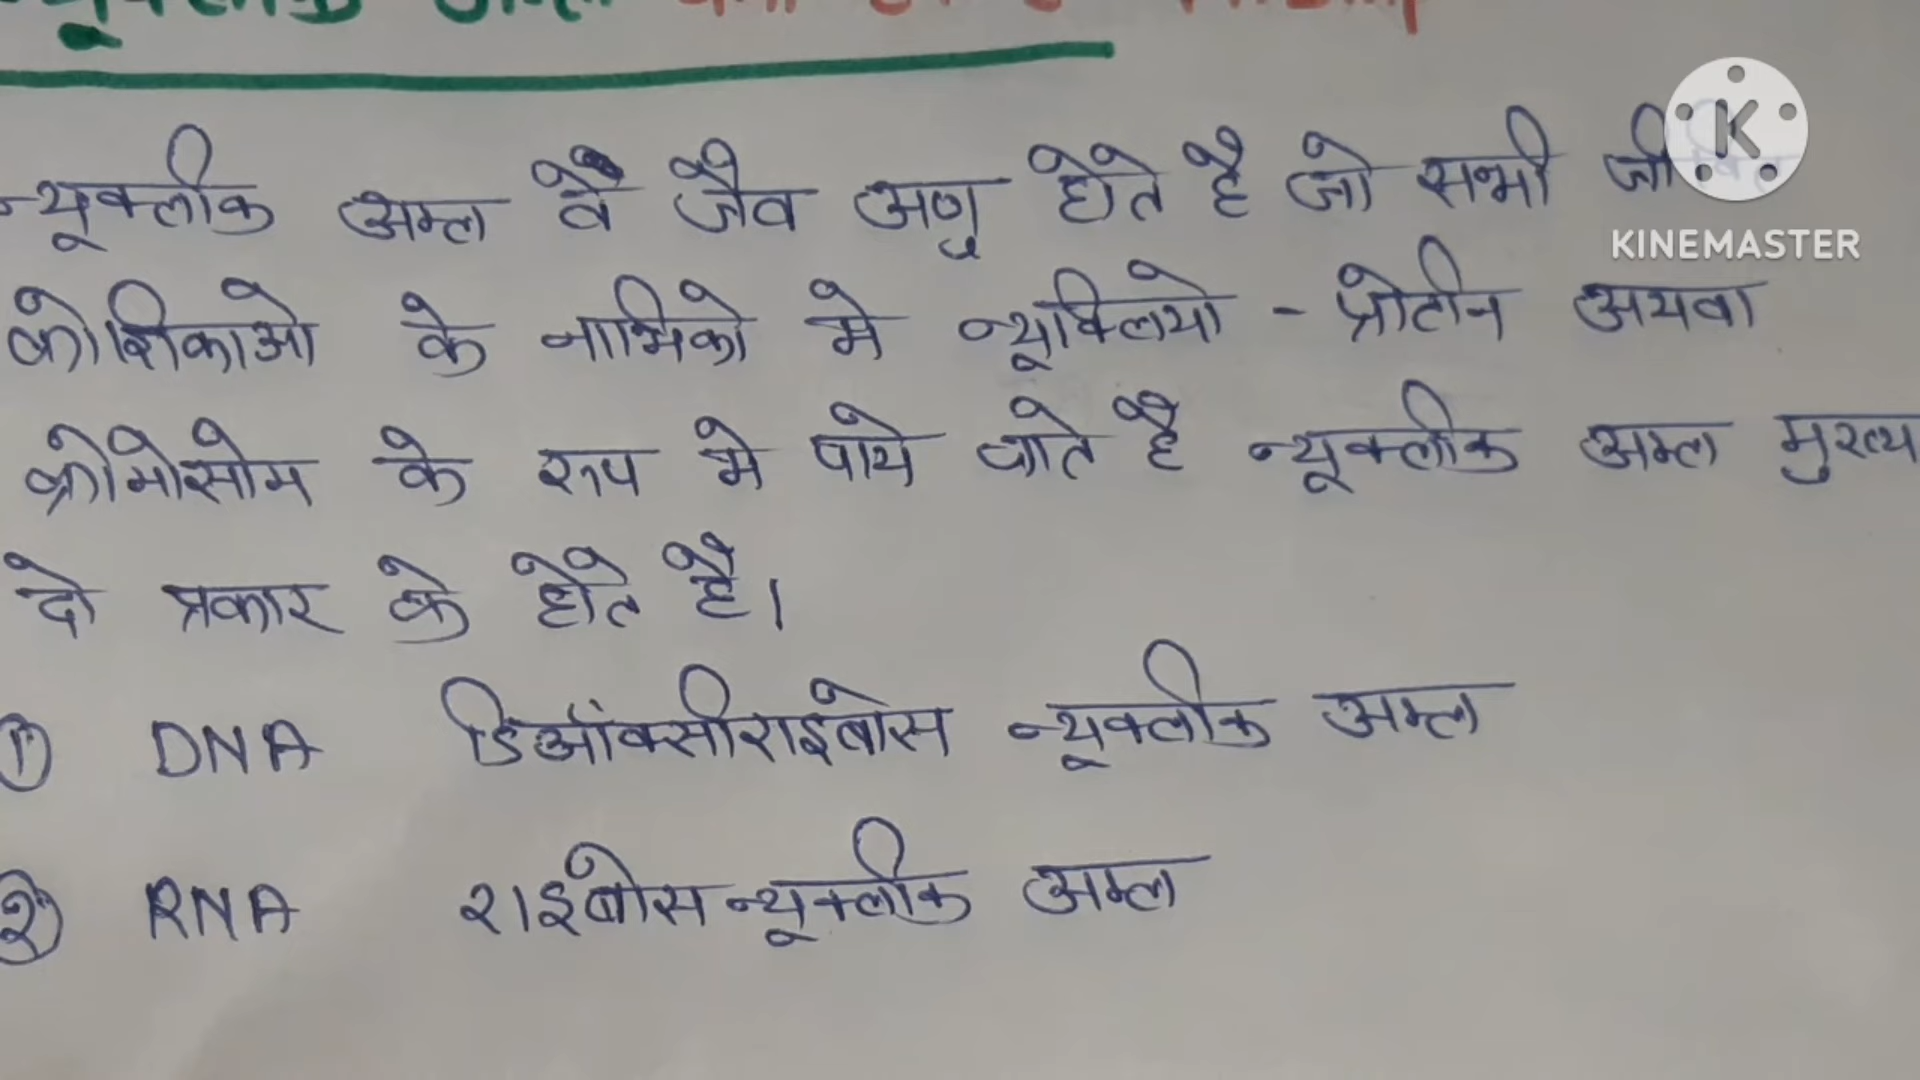 न्यूक्लीक अम्ल वे जैव अणु होते है जो सभी
KINEMASTER
कोशिकाओ के नाभिको मे न्यूक्लियो - प्रोटीन अथवा
क्रोमोसोम के रूप मे पाये जाते है न्यूक्लीक अम्ल मुख्य
दो प्रकार के होते है।
① DNA डिऑक्सीराइबोस न्यूक्लीक अम्ल
② RNA राइबोस न्यूक्लीक अम्ल